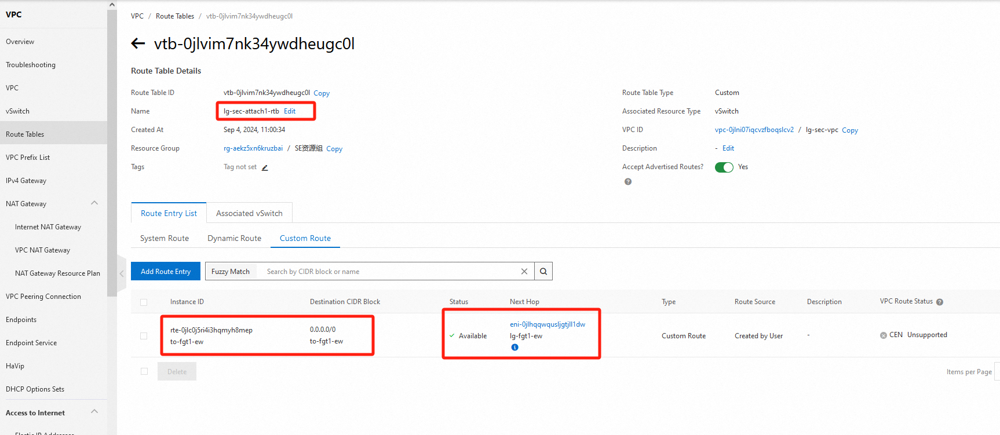 VPC
Overview
Troubleshooting
VPC
vSwitch
Route Tables
VPC Prefix List
IPv4 Gateway
NAT Gateway
Internet NAT Gateway
VPC NAT Gateway
NAT Gateway Resource Plan
VPC Peering Connection
Endpoints
Endpoint Service
HaVip
DHCP Options Sets
Access to Internet
Elastic IP Addresses
VPC / Route Tables / vtb-0jlvim7nk34ywdheugc0l
vtb-0jlvim7nk34ywdheugc0l
Route Table Details
Route Table ID vtb-0jlvim7nk34ywdheugc0l Copy
Route Table Type Custom
Name lg-sec-attach1-rtb Edit
Associated Resource Type vSwitch
Created At Sep 4, 2024, 11:00:34
VPC ID vpc-0jlni07iqcvzfboqslcv2 / lg-sec-vpc Copy
Resource Group rg-aekz5xn6kruzbai / SE资源组 Copy
Description - Edit
Tags Tag not set
Accept Advertised Routes? Yes
Route Entry List Associated vSwitch
System Route Dynamic Route Custom Route
Add Route Entry Fuzzy Match Search by CIDR block or name
Instance ID Destination CIDR Block Status Next Hop Type Route Source Description VPC Route Status
rte-0jlc0j5ri4i3hqmyh8mep 0.0.0.0/0 Available eni-0jlhqqwqusljgtjll1dw Custom Route Created by User - CEN Unsupported
to-fgt1-ew to-fgt1-ew lg-fgt1-ew
Delete
Items per Page